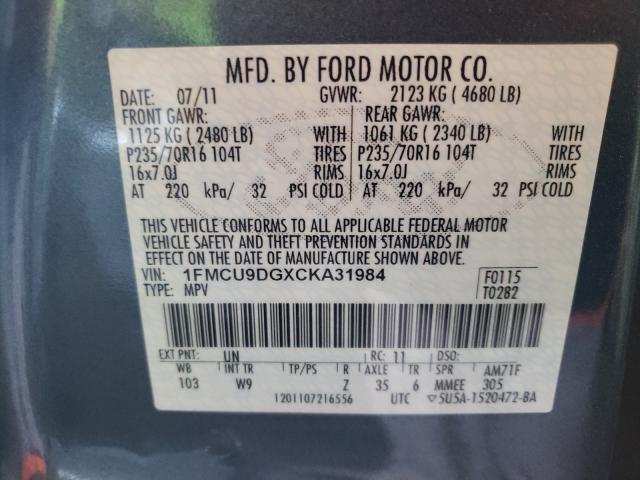 MFD. BY FORD MOTOR CO.
DATE: 07/11 GVWR: 2123 KG ( 4680 LB)
FRONT GAWR: REAR GAWR:
1125 KG ( 2480 LB) WITH 1061 KG ( 2340 LB) WITH
P235/70R16 104T TIRES P235/70R16 104T TIRES
16x7.0J RIMS 16x7.0J RIMS
AT 220 kPa/ 32 PSI COLD AT 220 kPa/ 32 PSI COLD
THIS VEHICLE CONFORMS TO ALL APPLICABLE FEDERAL MOTOR
VEHICLE SAFETY AND THEFT PREVENTION STANDARDS IN
EFFECT ON THE DATE OF MANUFACTURE SHOWN ABOVE.
VIN: 1FMCU9DGXCKA31984 F0115
TYPE: MPV T0282
EXT PNT: UN RC: 11 DSO:
WB INT TR TP/PS R AXLE TR SPR AM71F
103 W9 Z 35 6 MMEE 305
1201107216556 UTC ▽5U5A-1520472-BA